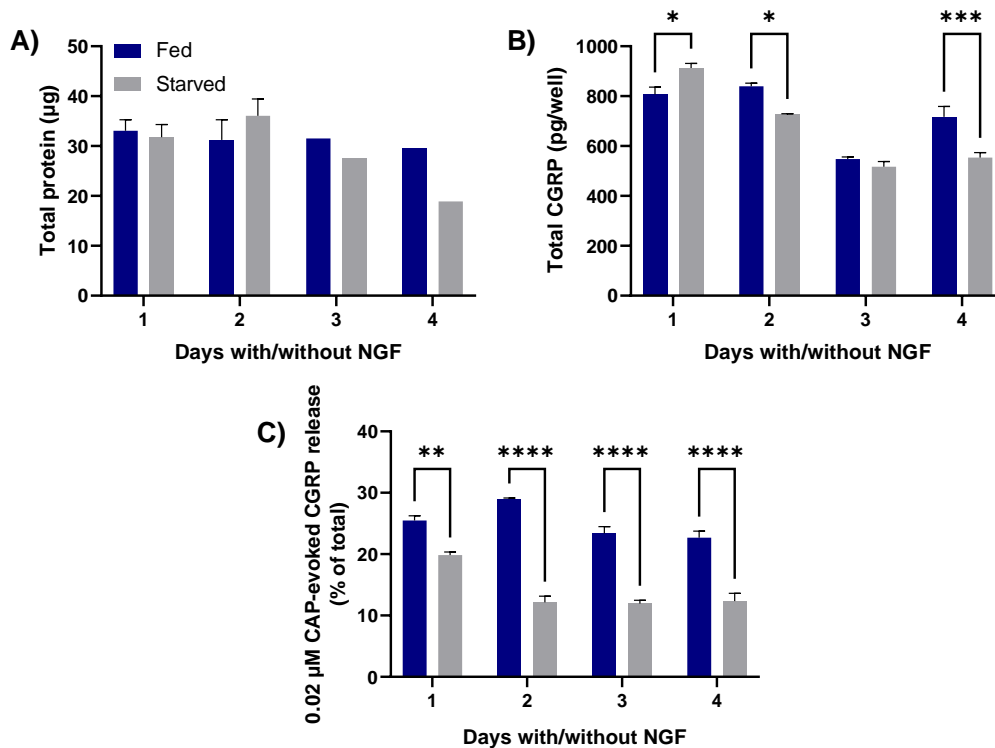 A)
Total protein (µg)
50
40
30
20
10
0
Fed
Starved
1 2 3 4
Days with/without NGF
B)
Total CGRP (pg/well)
1000
800
600
400
200
0
* * ***
1 2 3 4
Days with/without NGF
C)
0.02 µM CAP-evoked CGRP release
(% of total)
40
30
20
10
0
** **** **** ****
1 2 3 4
Days with/without NGF